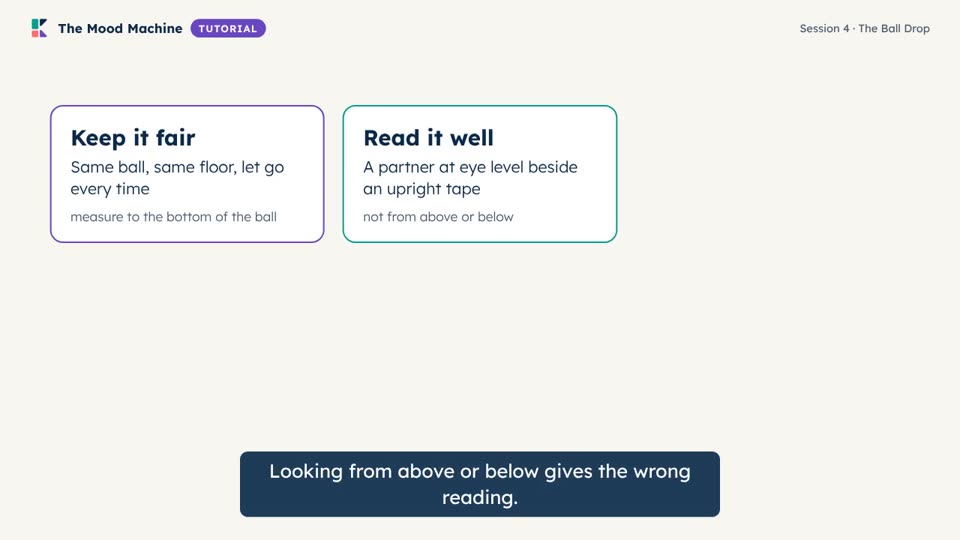 The Mood Machine TUTORIAL
Session 4 · The Ball Drop
Keep it fair
Same ball, same floor, let go
every time
measure to the bottom of the ball
Read it well
A partner at eye level beside
an upright tape
not from above or below
Looking from above or below gives the wrong
reading.